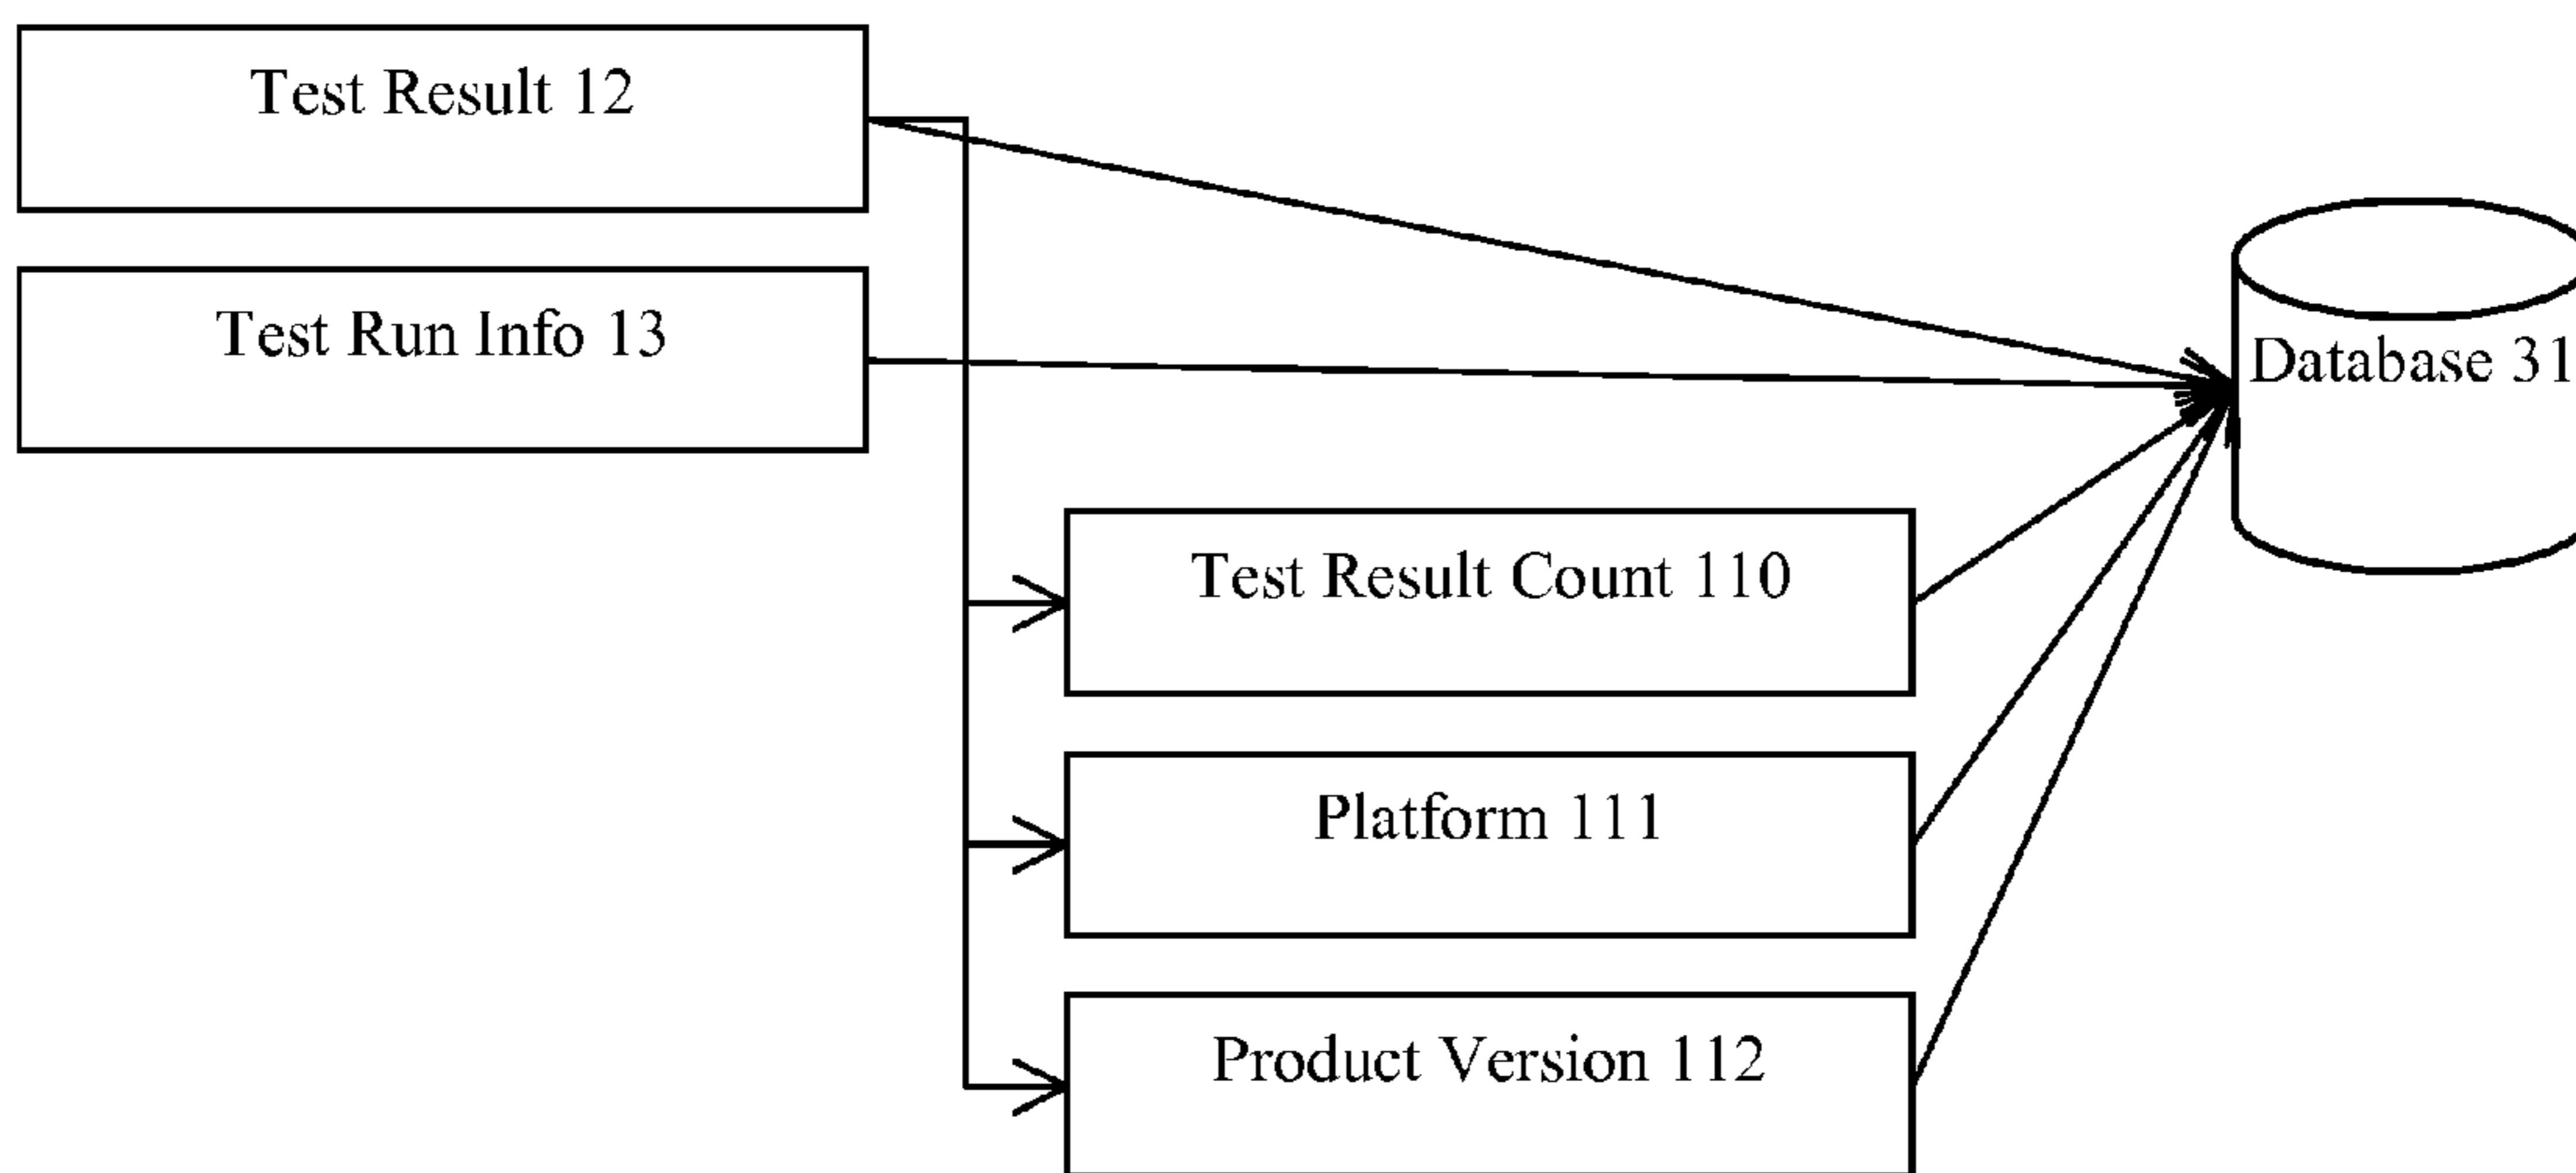 Test Result 12
Test Run Info 13
Database 31
Test Result Count 110
Platform 111
Product Version 112